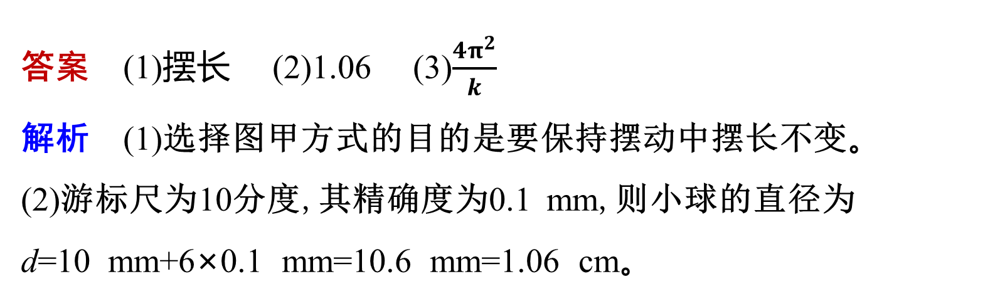 答案 (1)摆长 (2)1.06 (3)4π²/k
解析 (1)选择图甲方式的目的是要保持摆动中摆长不变。
(2)游标尺为10分度, 其精确度为0.1 mm, 则小球的直径为
d=10 mm+6×0.1 mm=10.6 mm=1.06 cm。